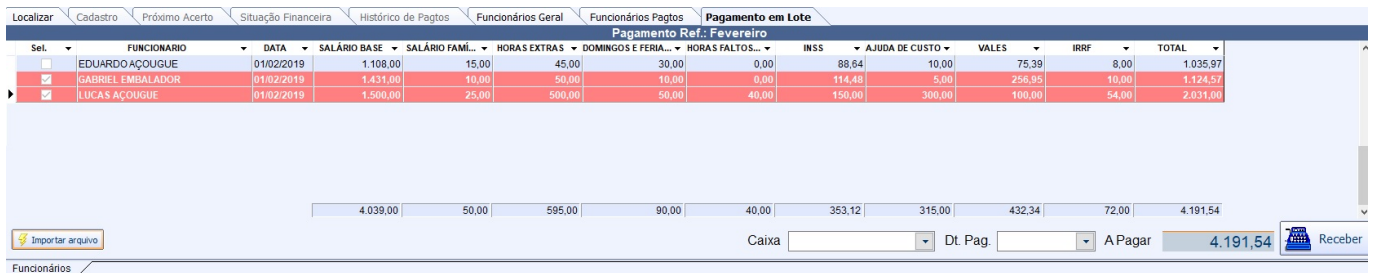 Localizar Cadastro Próximo Acerto Situação Financeira Histórico de Pagtos Funcionários Geral Funcionários Pagtos Pagamento em Lote
Pagamento Ref.: Fevereiro
Sel. FUNCIONARIO DATA SALÁRIO BASE SALÁRIO FAMÍ... HORAS EXTRAS DOMINGOS E FERIA... HORAS FALTOS... INSS AJUDA DE CUSTO VALES IRRF TOTAL
EDUARDO AÇOUGUE 01/02/2019 1.108,00 15,00 45,00 30,00 0,00 88,64 10,00 75,39 8,00 1.035,97
GABRIEL EMBALADOR 01/02/2019 1.431,00 10,00 50,00 10,00 0,00 114,48 5,00 256,95 10,00 1.124,57
LUCAS AÇOUGUE 01/02/2019 1.500,00 25,00 500,00 50,00 40,00 150,00 300,00 100,00 54,00 2.031,00
4.039,00 50,00 595,00 90,00 40,00 353,12 315,00 432,34 72,00 4.191,54
Importar arquivo Caixa Dt. Pag. A Pagar 4.191,54 Receber
Funcionários